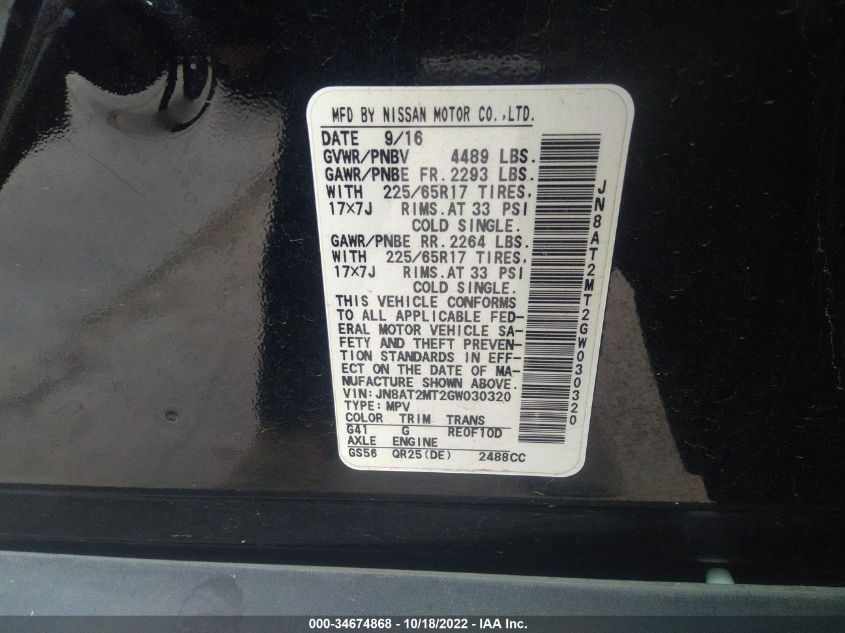 MFD BY NISSAN MOTOR CO.,LTD.
DATE 9/16
GVWR/PNBV 4489 LBS.
GAWR/PNBE FR. 2293 LBS.
WITH 225/65R17 TIRES.
17×7J RIMS.AT 33 PSI
COLD SINGLE.
GAWR/PNBE RR. 2264 LBS.
WITH 225/65R17 TIRES.
17×7J RIMS.AT 33 PSI
COLD SINGLE.
THIS VEHICLE CONFORMS
TO ALL APPLICABLE FED-
ERAL MOTOR VEHICLE SA-
FETY AND THEFT PREVEN-
TION STANDARDS IN EFF-
ECT ON THE DATE OF MA-
NUFACTURE SHOWN ABOVE.
VIN:JN8AT2MT2GW030320
TYPE:MPV
COLOR TRIM TRANS
G41 G RE0F10D
AXLE ENGINE
GS56 QR25(DE) 2488CC
JN8AT2MT2GW030320
000-34674868 - 10/18/2022 - IAA Inc.